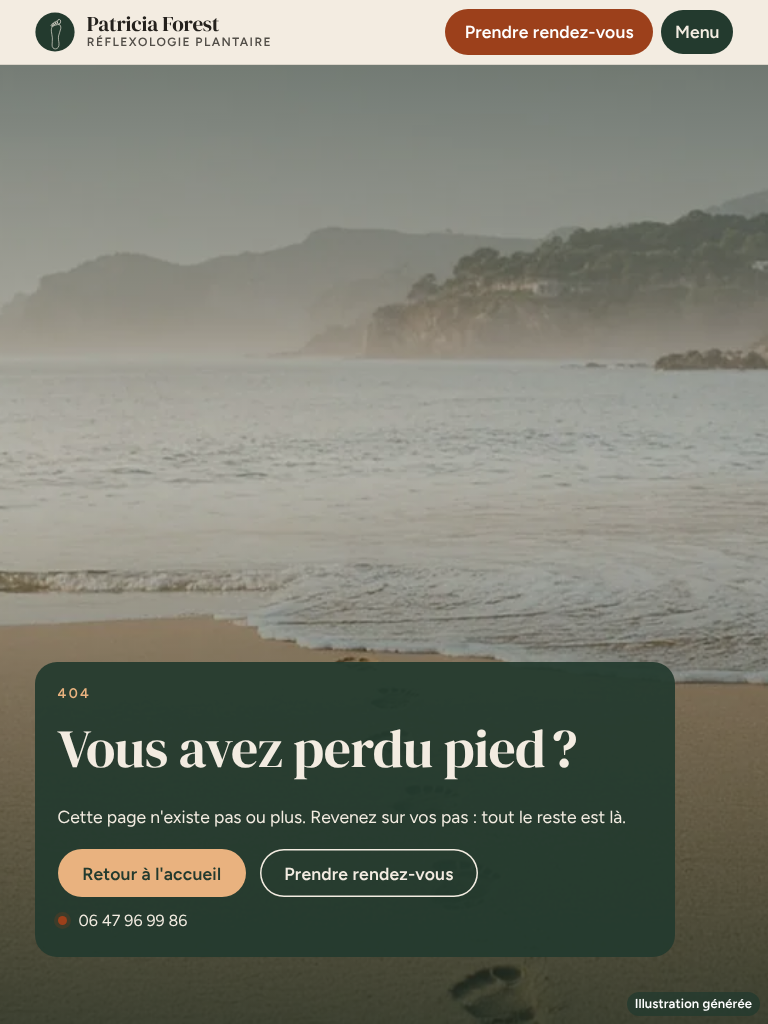 Patricia Forest
RÉFLEXOLOGIE PLANTAIRE
Prendre rendez-vous
Menu
404
Vous avez perdu pied ?
Cette page n'existe pas ou plus. Revenez sur vos pas : tout le reste est là.
Retour à l'accueil
Prendre rendez-vous
06 47 96 99 86
Illustration générée